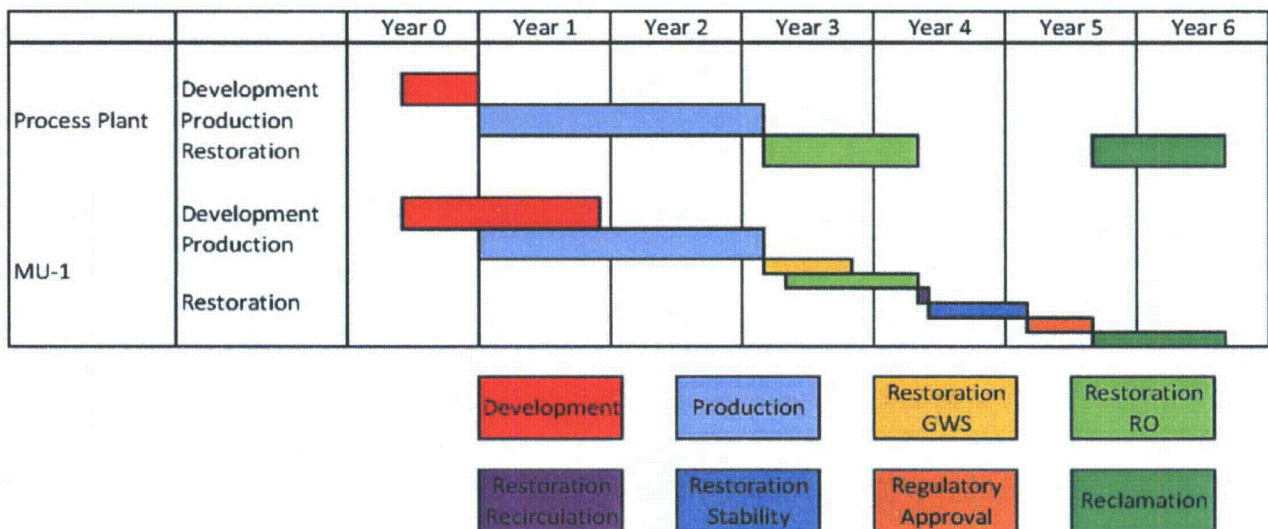 Year 0 Year 1 Year 2 Year 3 Year 4 Year 5 Year 6
Development
Process Plant Production
Restoration
Development
Production
MU-1
Restoration
Development Production Restoration GWS Restoration RO
Restoration Recirculation Restoration Stability Regulatory Approval Reclamation